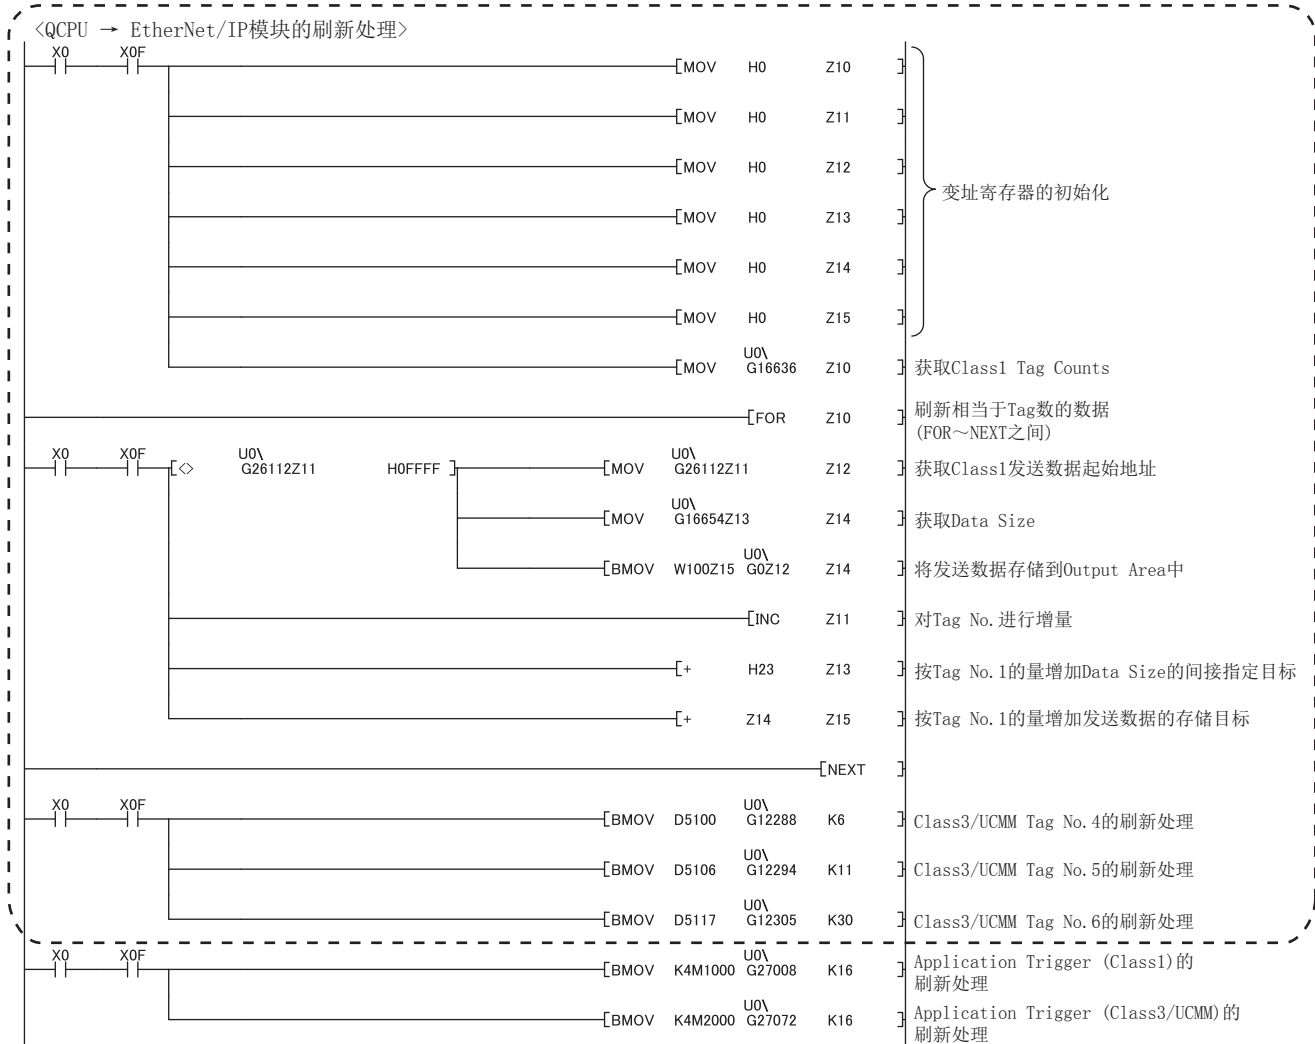 <QCPU → EtherNet/IP模块的刷新处理>
X0 X0F
[MOV H0 Z10 ]
[MOV H0 Z11 ]
[MOV H0 Z12 ]
变址寄存器的初始化
[MOV H0 Z13 ]
[MOV H0 Z14 ]
[MOV H0 Z15 ]
U0\
[MOV G16636 Z10 ] 获取Class1 Tag Counts
[FOR Z10 ] 刷新相当于Tag数的数据
(FOR～NEXT之间)
X0 X0F U0\ U0\
[<> G26112Z11 H0FFFF ] [MOV G26112Z11 Z12 ] 获取Class1发送数据起始地址
U0\
[MOV G16654Z13 Z14 ] 获取Data Size
U0\
[BMOV W100Z15 G0Z12 Z14 ] 将发送数据存储到Output Area中
[INC Z11 ] 对Tag No.进行增量
[+ H23 Z13 ] 按Tag No.1的量增加Data Size的间接指定目标
[+ Z14 Z15 ] 按Tag No.1的量增加发送数据的存储目标
[NEXT ]
X0 X0F U0\
[BMOV D5100 G12288 K6 ] Class3/UCMM Tag No.4的刷新处理
U0\
[BMOV D5106 G12294 K11 ] Class3/UCMM Tag No.5的刷新处理
U0\
[BMOV D5117 G12305 K30 ] Class3/UCMM Tag No.6的刷新处理
X0 X0F U0\
[BMOV K4M1000 G27008 K16 ] Application Trigger (Class1)的
刷新处理
U0\
[BMOV K4M2000 G27072 K16 ] Application Trigger (Class3/UCMM)的
刷新处理